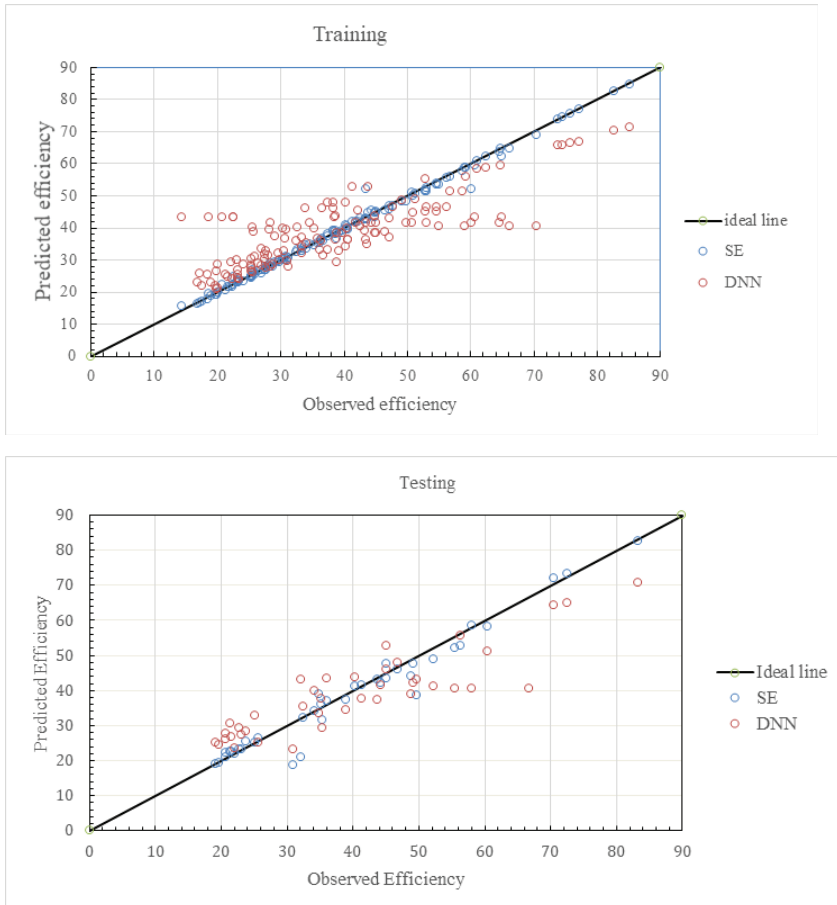 Training
90
80
70
60
50
40
30
20
10
0
Predicted efficiency
0 10 20 30 40 50 60 70 80 90
Observed efficiency
ideal line
SE
DNN
Testing
90
80
70
60
50
40
30
20
10
0
Predicted Efficiency
0 10 20 30 40 50 60 70 80 90
Observed Efficiency
Ideal line
SE
DNN